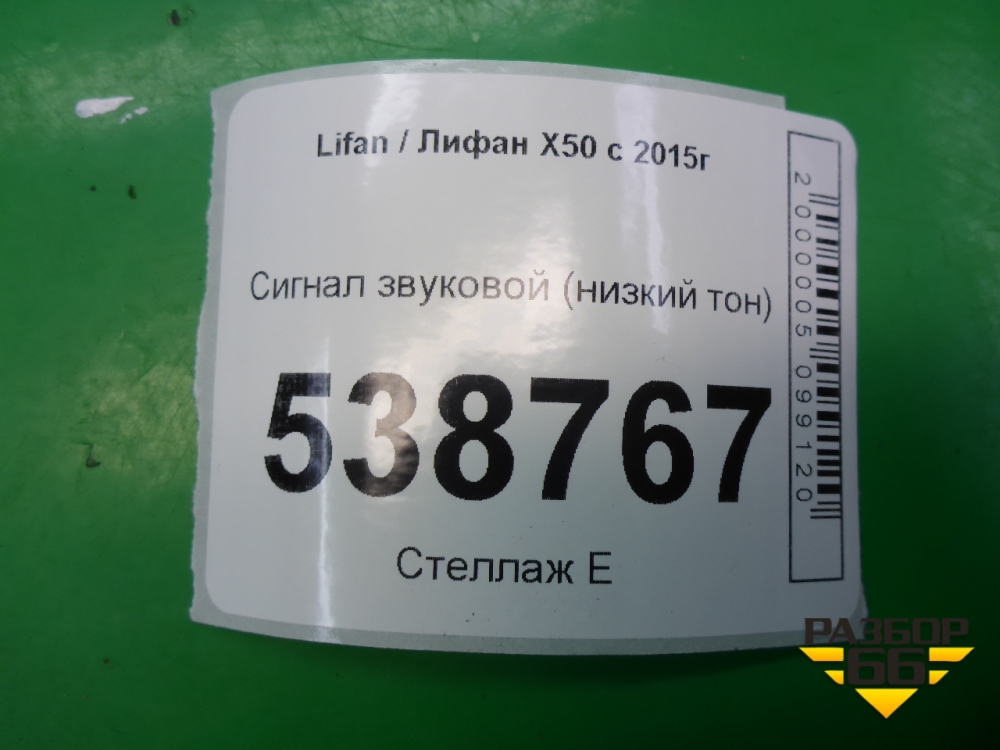 Lifan / Лифан X50 с 2015г
Сигнал звуковой (низкий тон)
538767
Стеллаж Е
2000005099120
РАЗБОР
66